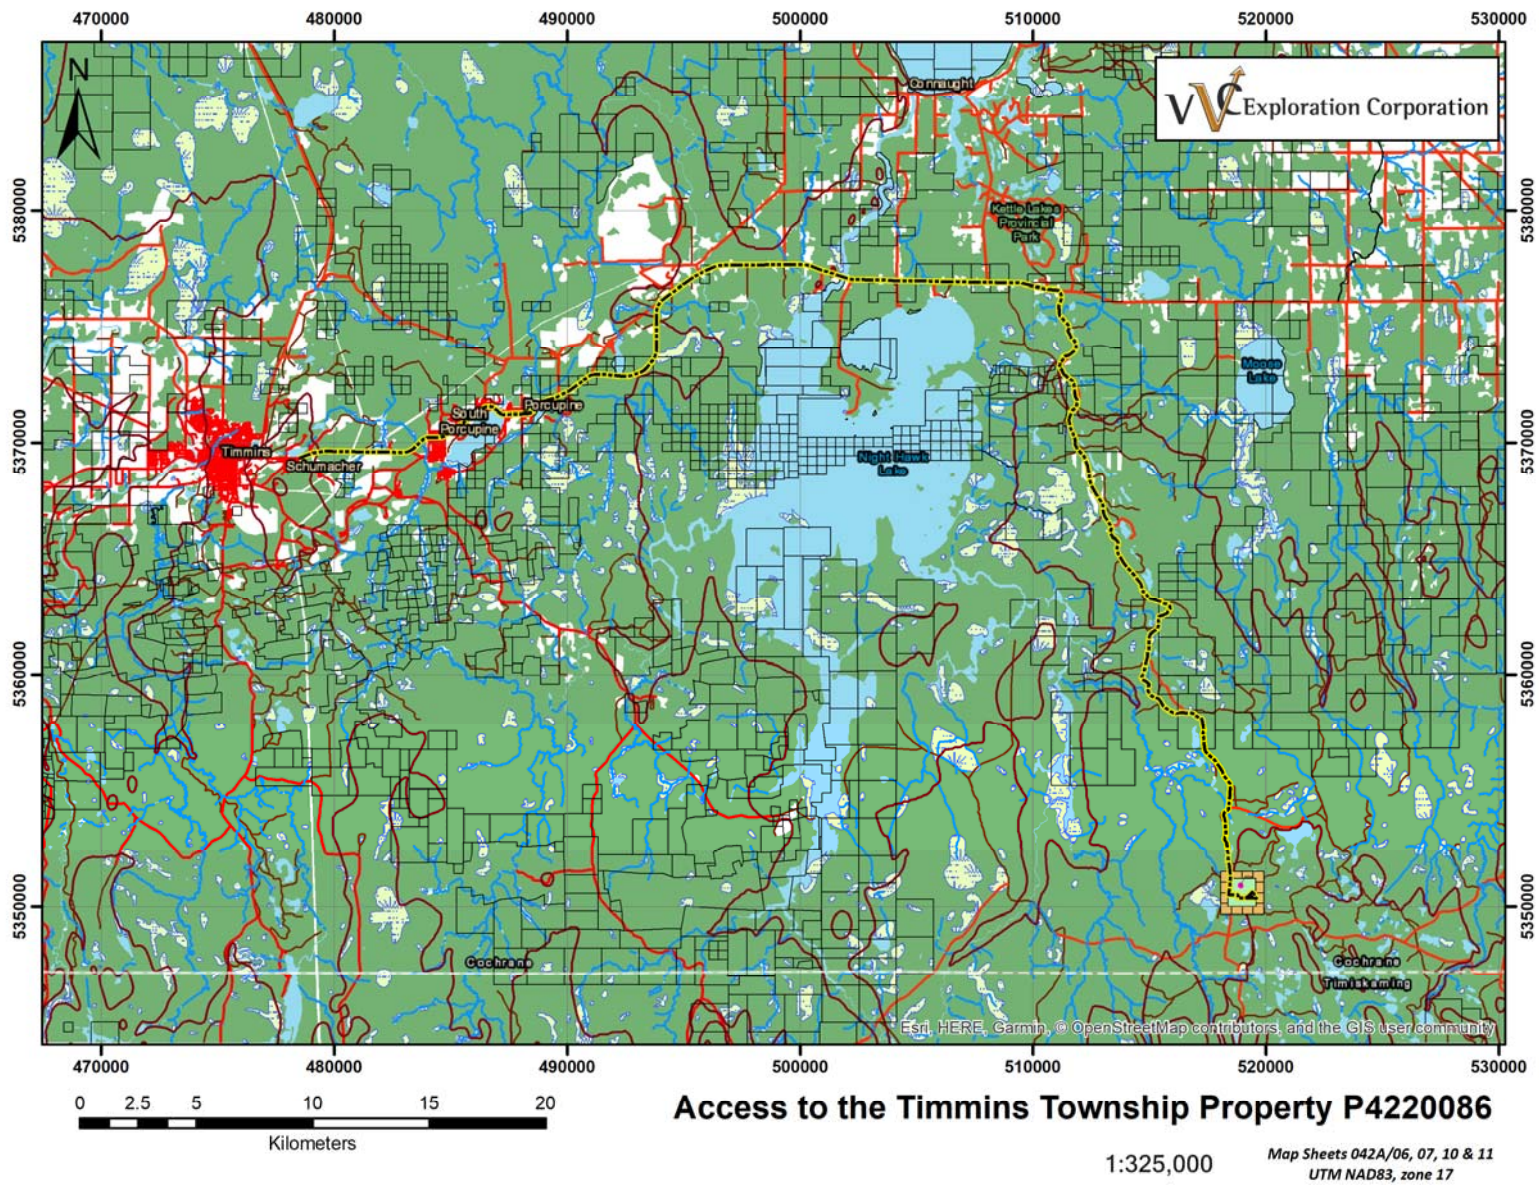 470000 480000 490000 500000 510000 520000 530000
N
Connaught
VVC Exploration Corporation
5380000
Kettle Lakes
Provincial
Park
5380000
Moose
Lake
South
Porcupine
Porcupine
5370000
Timmins
Schumacher
Night Hawk
Lake
5370000
5360000
5360000
5350000
5350000
Cochrane
Cochrane
Timiskaming
Esri, HERE, Garmin, © OpenStreetMap contributors, and the GIS user community
470000 480000 490000 500000 510000 520000 530000
0 2.5 5 10 15 20
Kilometers
Access to the Timmins Township Property P4220086
1:325,000
Map Sheets 042A/06, 07, 10 & 11
UTM NAD83, zone 17